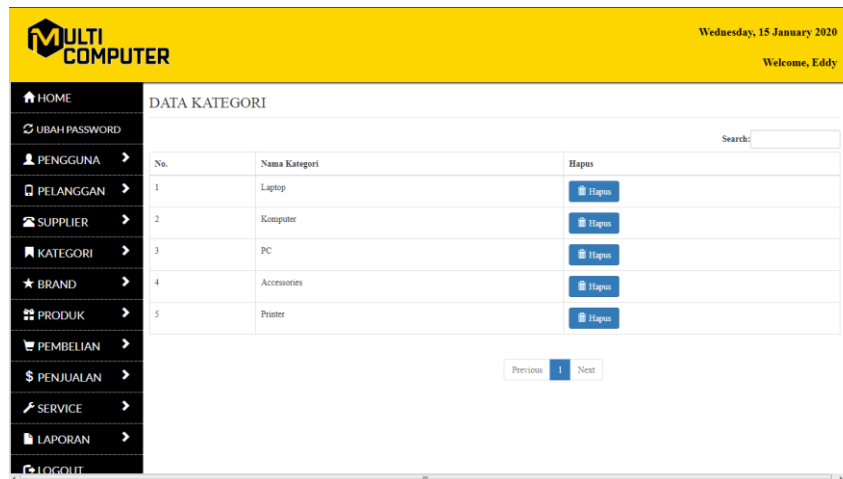 MULTI
COMPUTER
Wednesday, 15 January 2020
Welcome, Eddy
HOME
UBAH PASSWORD
PENGGUNA
PELANGGAN
SUPPLIER
KATEGORI
BRAND
PRODUK
PEMBELIAN
PENJUALAN
SERVICE
LAPORAN
LOGOUT
DATA KATEGORI
Search:
No. Nama Kategori Hapus
1 Laptop Hapus
2 Komputer Hapus
3 PC Hapus
4 Accessories Hapus
5 Printer Hapus
Previous 1 Next